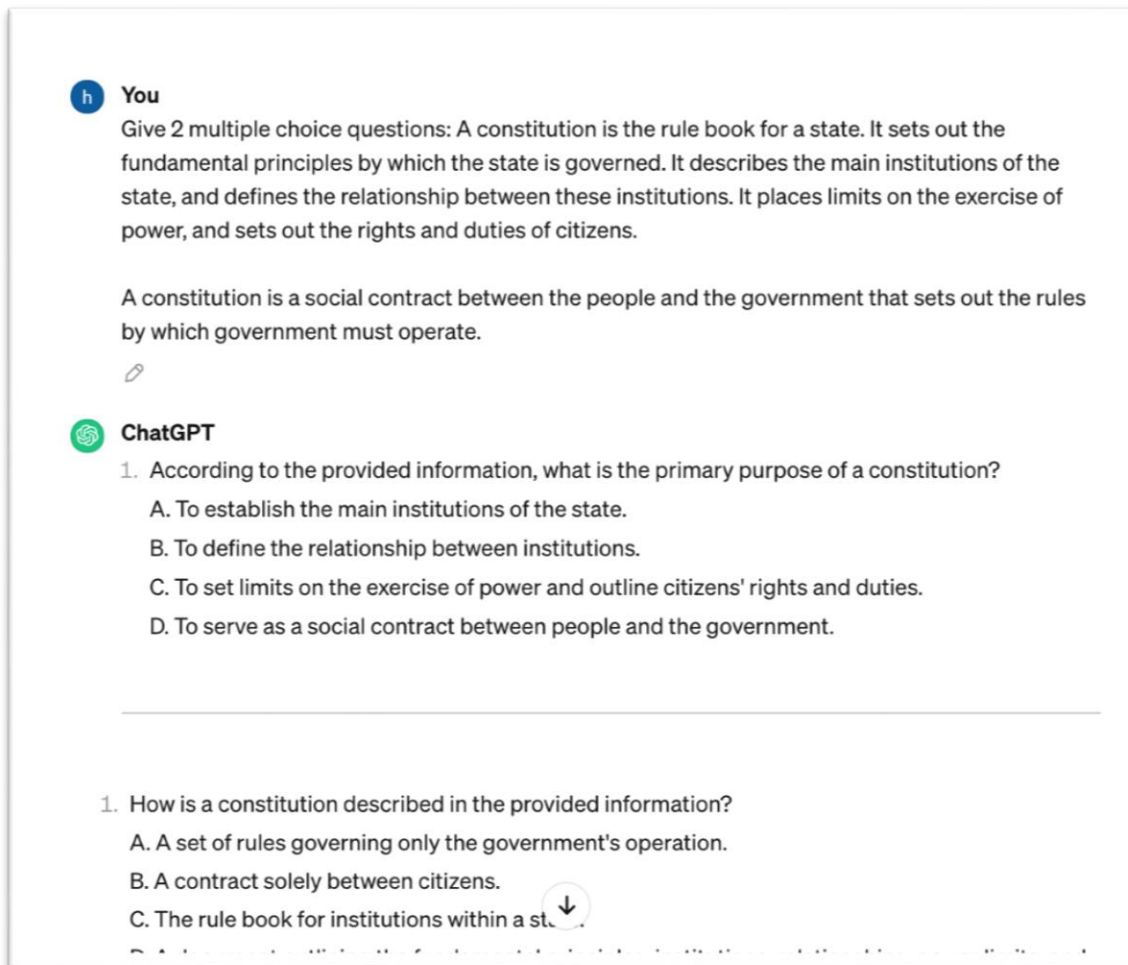 h You
Give 2 multiple choice questions: A constitution is the rule book for a state. It sets out the
fundamental principles by which the state is governed. It describes the main institutions of the
state, and defines the relationship between these institutions. It places limits on the exercise of
power, and sets out the rights and duties of citizens.
A constitution is a social contract between the people and the government that sets out the rules
by which government must operate.
ChatGPT
1. According to the provided information, what is the primary purpose of a constitution?
A. To establish the main institutions of the state.
B. To define the relationship between institutions.
C. To set limits on the exercise of power and outline citizens' rights and duties.
D. To serve as a social contract between people and the government.
1. How is a constitution described in the provided information?
A. A set of rules governing only the government's operation.
B. A contract solely between citizens.
C. The rule book for institutions within a